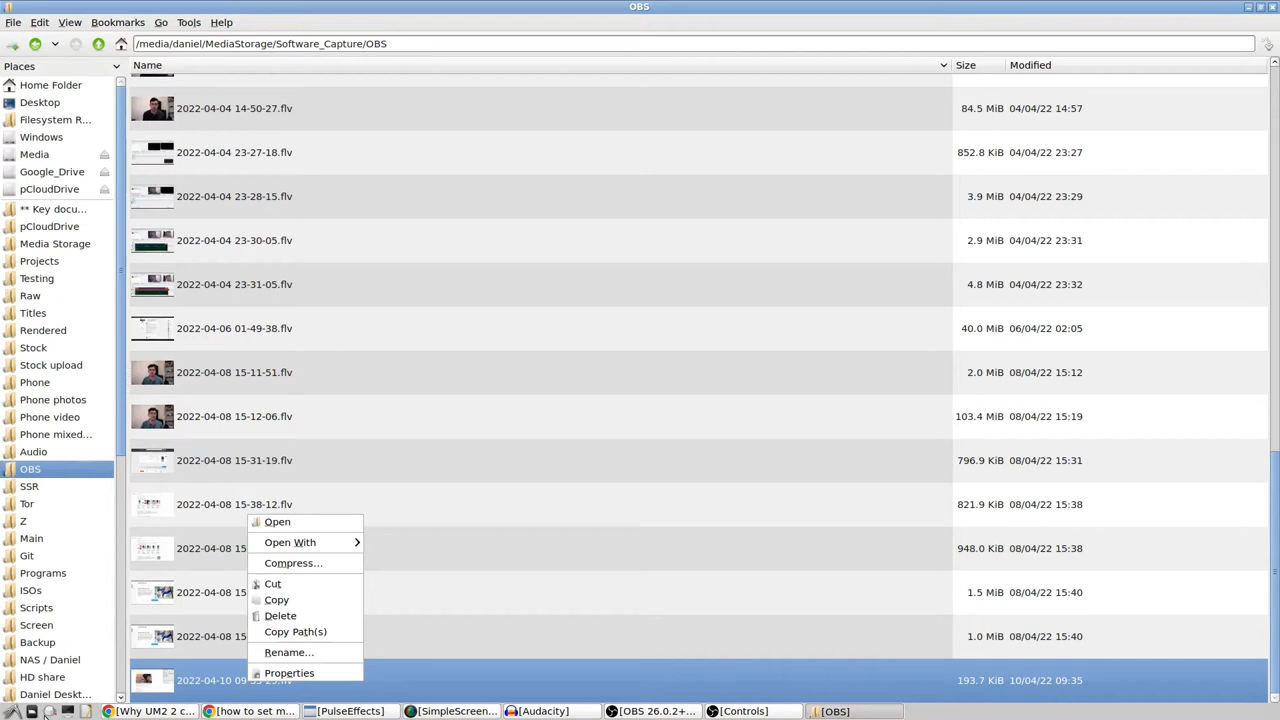 OBS
File Edit View Bookmarks Go Tools Help
/media/daniel/MediaStorage/Software_Capture/OBS
Places
Name Size Modified
Home Folder
Desktop
Filesystem R...
Windows
Media
Google_Drive
pCloudDrive
** Key docu...
pCloudDrive
Media Storage
Projects
Testing
Raw
Titles
Rendered
Stock
Stock upload
Phone
Phone photos
Phone video
Phone mixed...
Audio
OBS
SSR
Tor
Z
Main
Git
Programs
ISOs
Scripts
Screen
Backup
NAS / Daniel
HD share
Daniel Deskt...
2022-04-04 14-50-27.flv 84.5 MiB 04/04/22 14:57
2022-04-04 23-27-18.flv 852.8 KiB 04/04/22 23:27
2022-04-04 23-28-15.flv 3.9 MiB 04/04/22 23:29
2022-04-04 23-30-05.flv 2.9 MiB 04/04/22 23:31
2022-04-04 23-31-05.flv 4.8 MiB 04/04/22 23:32
2022-04-06 01-49-38.flv 40.0 MiB 06/04/22 02:05
2022-04-08 15-11-51.flv 2.0 MiB 08/04/22 15:12
2022-04-08 15-12-06.flv 103.4 MiB 08/04/22 15:19
2022-04-08 15-31-19.flv 796.9 KiB 08/04/22 15:31
2022-04-08 15-38-12.flv 821.9 KiB 08/04/22 15:38
2022-04-08 15 948.0 KiB 08/04/22 15:38
2022-04-08 15 1.5 MiB 08/04/22 15:40
2022-04-08 15 1.0 MiB 08/04/22 15:40
2022-04-10 193.7 KiB 10/04/22 09:35
Open
Open With
Compress...
Cut
Copy
Delete
Copy Path(s)
Rename...
Properties
[Why UM2 2 c... [how to set m... [PulseEffects] [SimpleScreen... [Audacity] [OBS 26.0.2+... [Controls] [OBS]